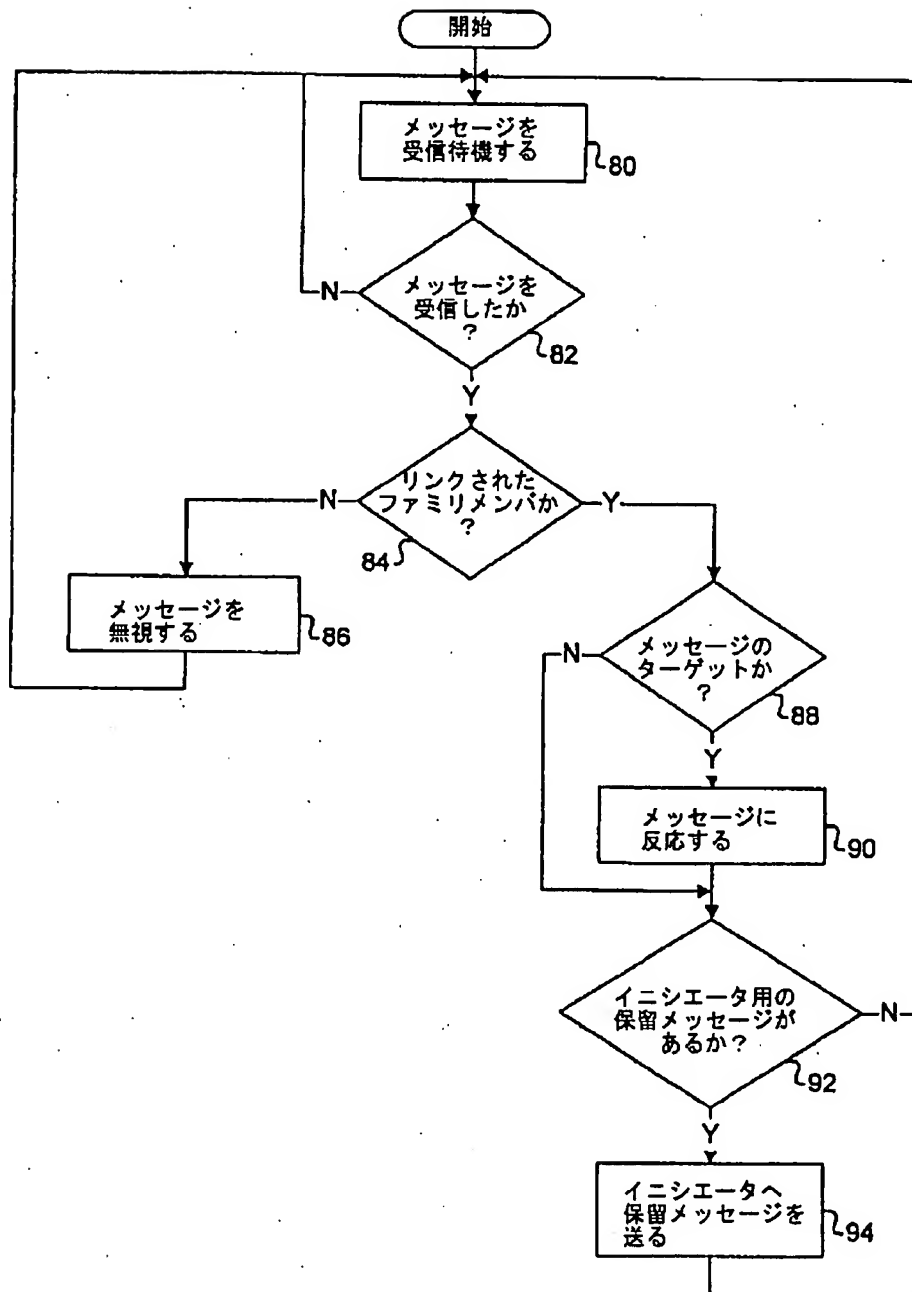 開始
メッセージを
受信待機する
80
メッセージを
受信したか
?
N
82
Y
リンクされた
ファミリメンバか
?
N
Y
84
メッセージを
無視する
86
メッセージの
ターゲットか
?
N
88
Y
メッセージに
反応する
90
イニシエータ用の
保留メッセージが
あるか?
N
92
Y
イニシエータへ
保留メッセージを
送る
94